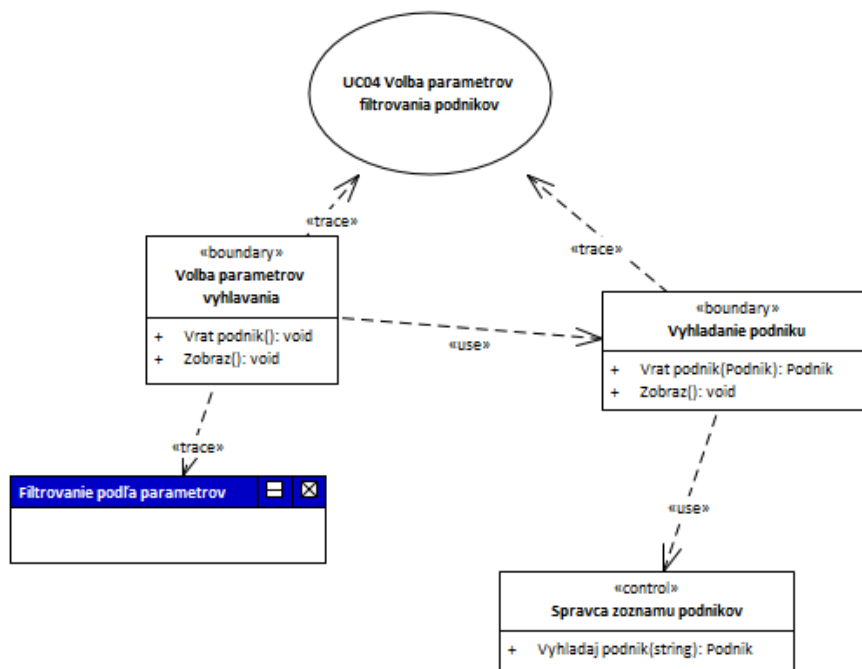 UC04 Volba parametrov
filtrovania podnikov
«trace»
«trace»
«boundary»
Volba parametrov
vyhlavania
+ Vrat podnik(): void
+ Zobraz(): void
«use»
«boundary»
Vyhladanie podniku
+ Vrat podnik(Podnik): Podnik
+ Zobraz(): void
«trace»
Filtrovanie podľa parametrov
«use»
«control»
Spravca zoznamu podnikov
+ Vyhladaj podnik(string): Podnik